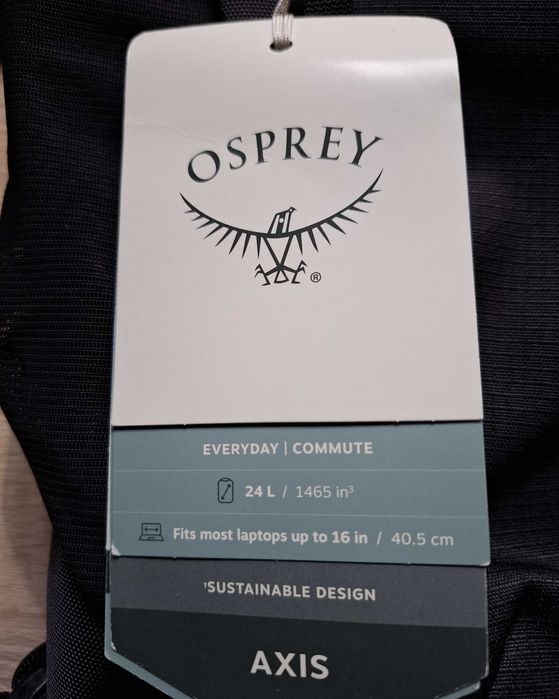 OSPREY
®
EVERYDAY | COMMUTE
24 L / 1465 in³
Fits most laptops up to 16 in / 40.5 cm
'SUSTAINABLE DESIGN
AXIS